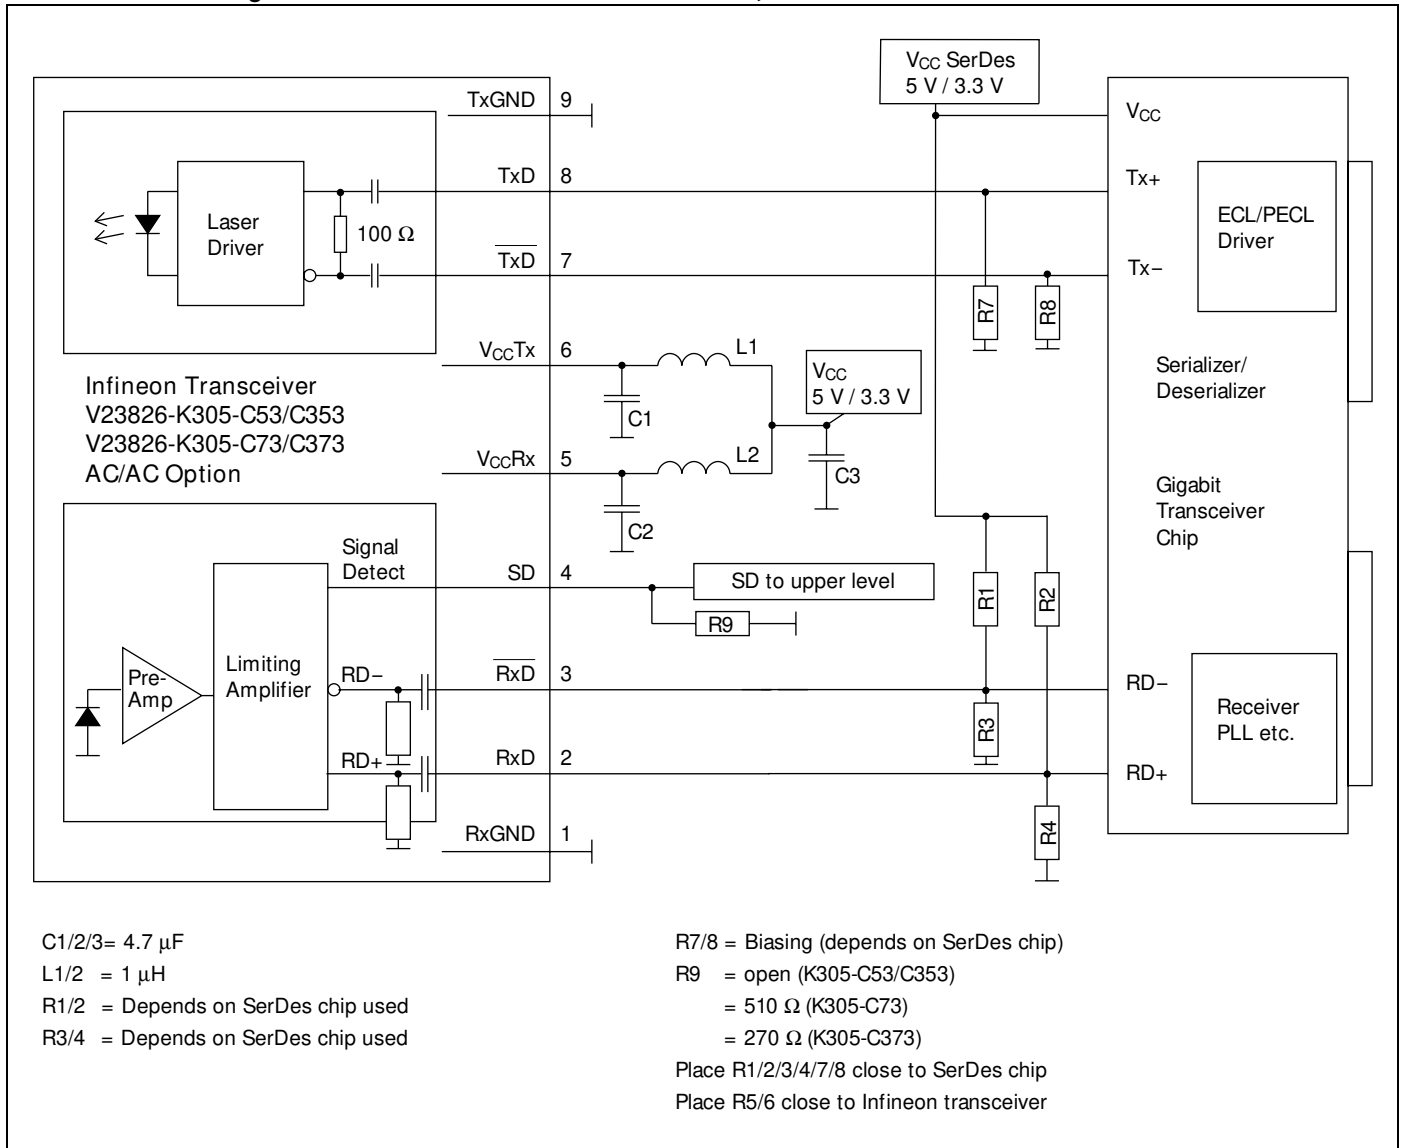 VCC SerDes
5 V / 3.3 V
TxGND 9
VCC
TxD 8
Tx+
Laser
Driver
100 Ω
ECL/PECL
Driver
TxD 7
Tx−
R7
R8
VCCTx 6
L1
VCC
5 V / 3.3 V
C1
Serializer/
Deserializer
Infineon Transceiver
V23826-K305-C53/C353
V23826-K305-C73/C373
AC/AC Option
VCCRx 5
L2
C3
C2
Gigabit
Transceiver
Chip
Signal
Detect
SD 4
SD to upper level
R9
R1
R2
Pre-
Amp
Limiting
Amplifier
RD−
RxD 3
RD−
R3
Receiver
PLL etc.
RD+
RxD 2
RD+
R4
RxGND 1
C1/2/3= 4.7 µF
L1/2 = 1 µH
R1/2 = Depends on SerDes chip used
R3/4 = Depends on SerDes chip used
R7/8 = Biasing (depends on SerDes chip)
R9 = open (K305-C53/C353)
= 510 Ω (K305-C73)
= 270 Ω (K305-C373)
Place R1/2/3/4/7/8 close to SerDes chip
Place R5/6 close to Infineon transceiver